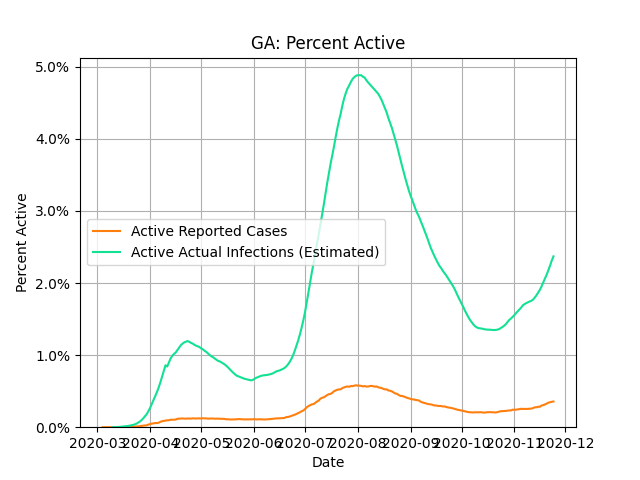 GA: Percent Active
5.0%
4.0%
3.0%
2.0%
1.0%
0.0%
Percent Active
Active Reported Cases
Active Actual Infections (Estimated)
2020-03 2020-04 2020-05 2020-06 2020-07 2020-08 2020-09 2020-10 2020-11 2020-12
Date